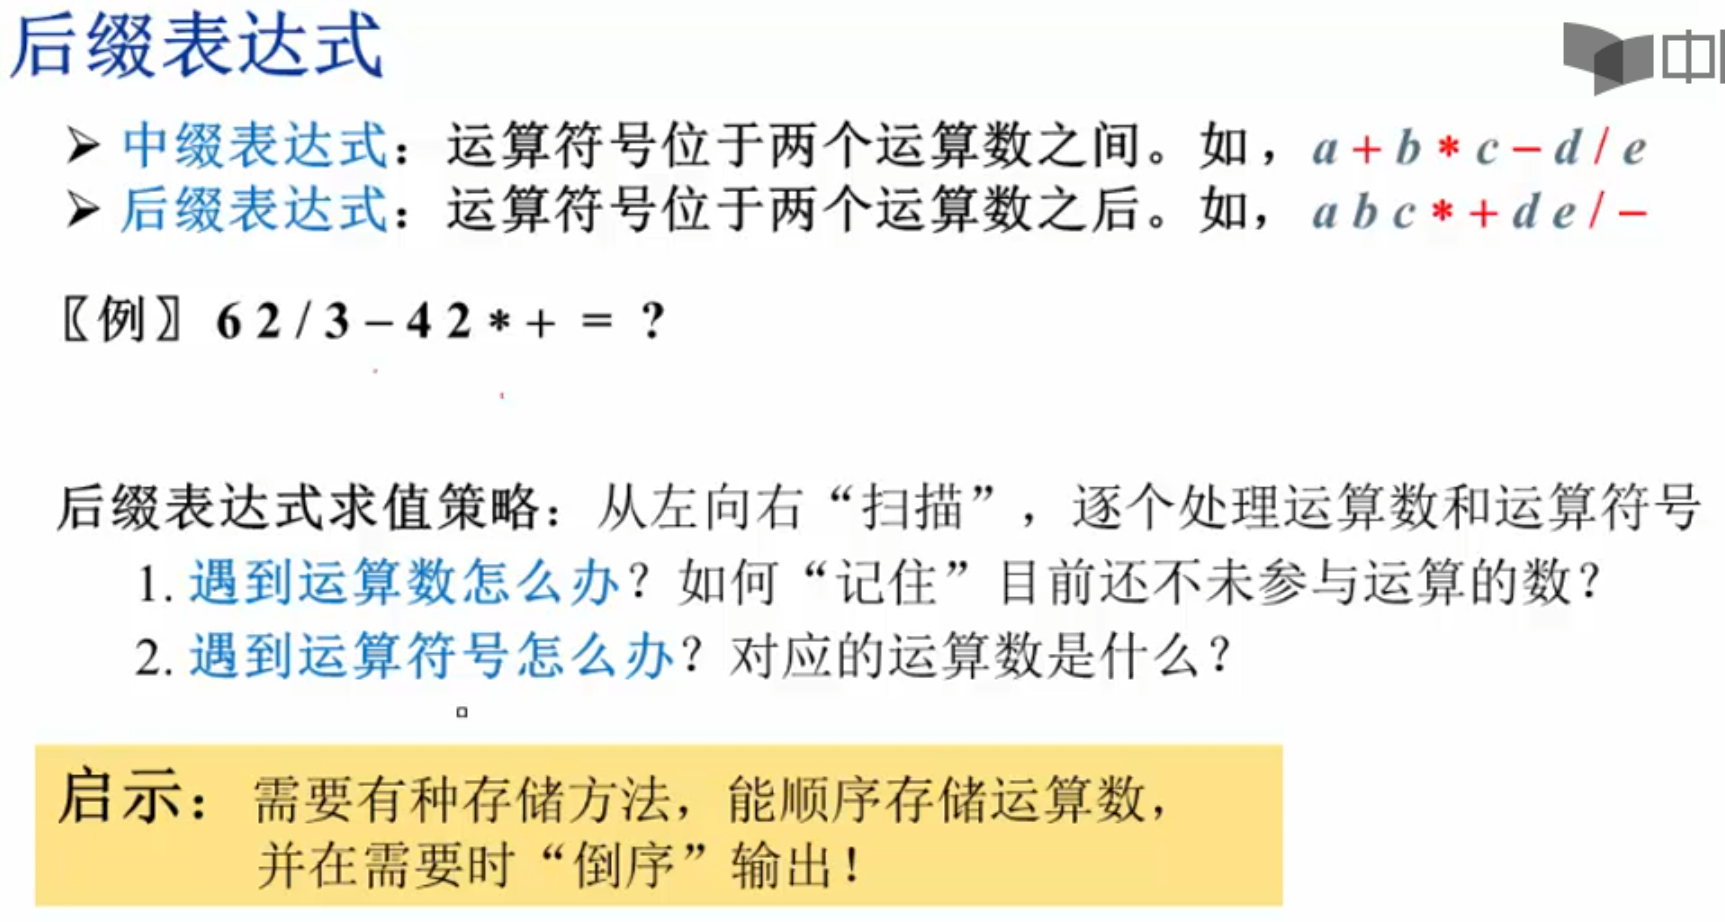 后缀表达式
中
➢ 中缀表达式：运算符号位于两个运算数之间。如，a + b * c – d / e
➢ 后缀表达式：运算符号位于两个运算数之后。如，a b c * + d e / –
〖例〗 6 2 / 3 – 4 2 * + = ?
后缀表达式求值策略：从左向右“扫描”，逐个处理运算数和运算符号
1. 遇到运算数怎么办？如何“记住”目前还不未参与运算的数？
2. 遇到运算符号怎么办？对应的运算数是什么？
启示：需要有种存储方法，能顺序存储运算数，
并在需要时“倒序”输出！